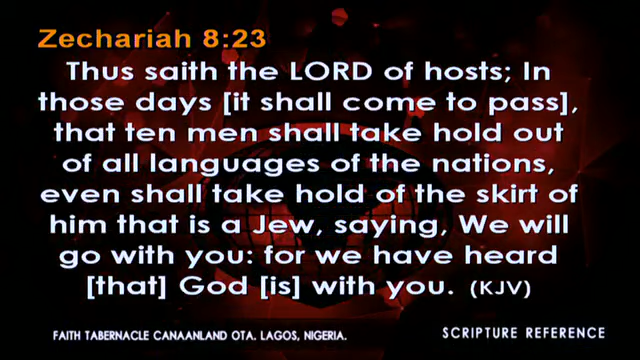 Zechariah 8:23
Thus saith the LORD of hosts; In
those days [it shall come to pass],
that ten men shall take hold out
of all languages of the nations,
even shall take hold of the skirt of
him that is a Jew, saying, We will
go with you: for we have heard
[that] God [is] with you. (KJV)
FAITH TABERNACLE CANAANLAND OTA. LAGOS, NIGERIA.
SCRIPTURE REFERENCE